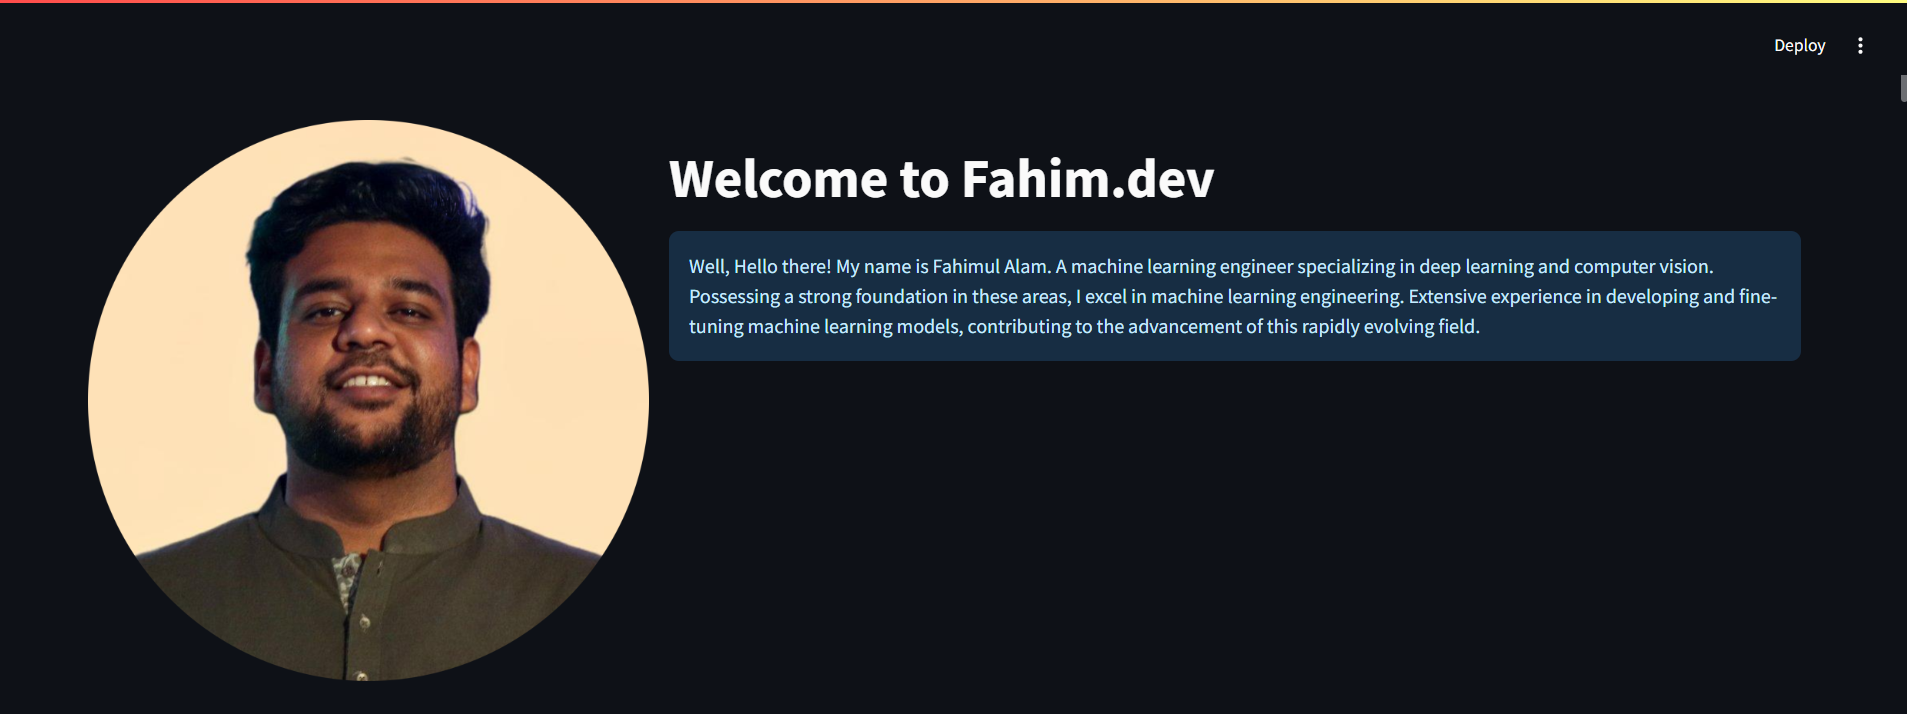 Deploy
Welcome to Fahim.dev
Well, Hello there! My name is Fahimul Alam. A machine learning engineer specializing in deep learning and computer vision.
Possessing a strong foundation in these areas, I excel in machine learning engineering. Extensive experience in developing and fine-
tuning machine learning models, contributing to the advancement of this rapidly evolving field.